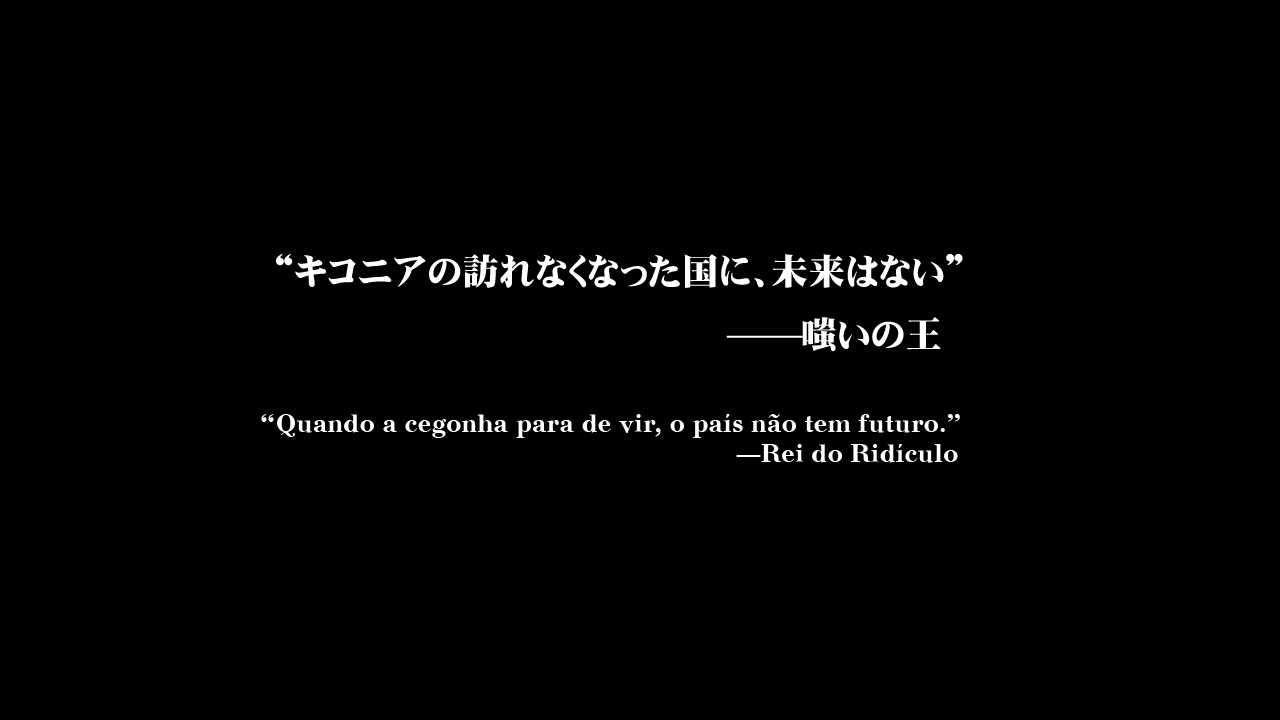 “キコニアの訪れなくなった国に、未来はない”
――嗤いの王
“Quando a cegonha para de vir, o país não tem futuro.”
—Rei do Ridículo